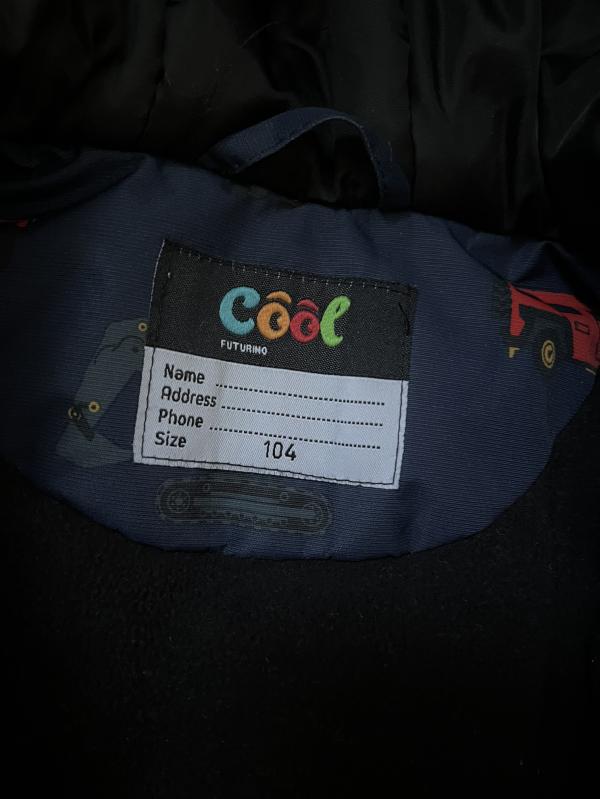 cool
FUTURINO
Name
Address
Phone
Size 104